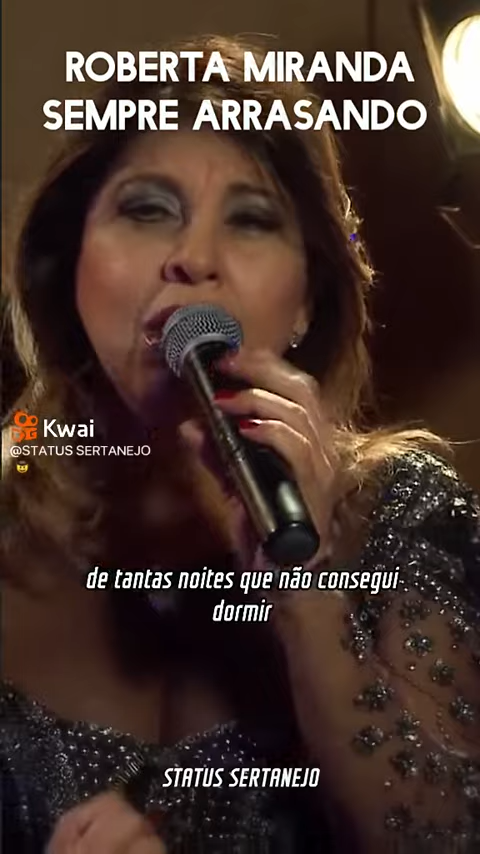 ROBERTA MIRANDA
SEMPRE ARRASANDO
Kwai
@STATUS SERTANEJO
de tantas noites que não consegui
dormir
STATUS SERTANEJO